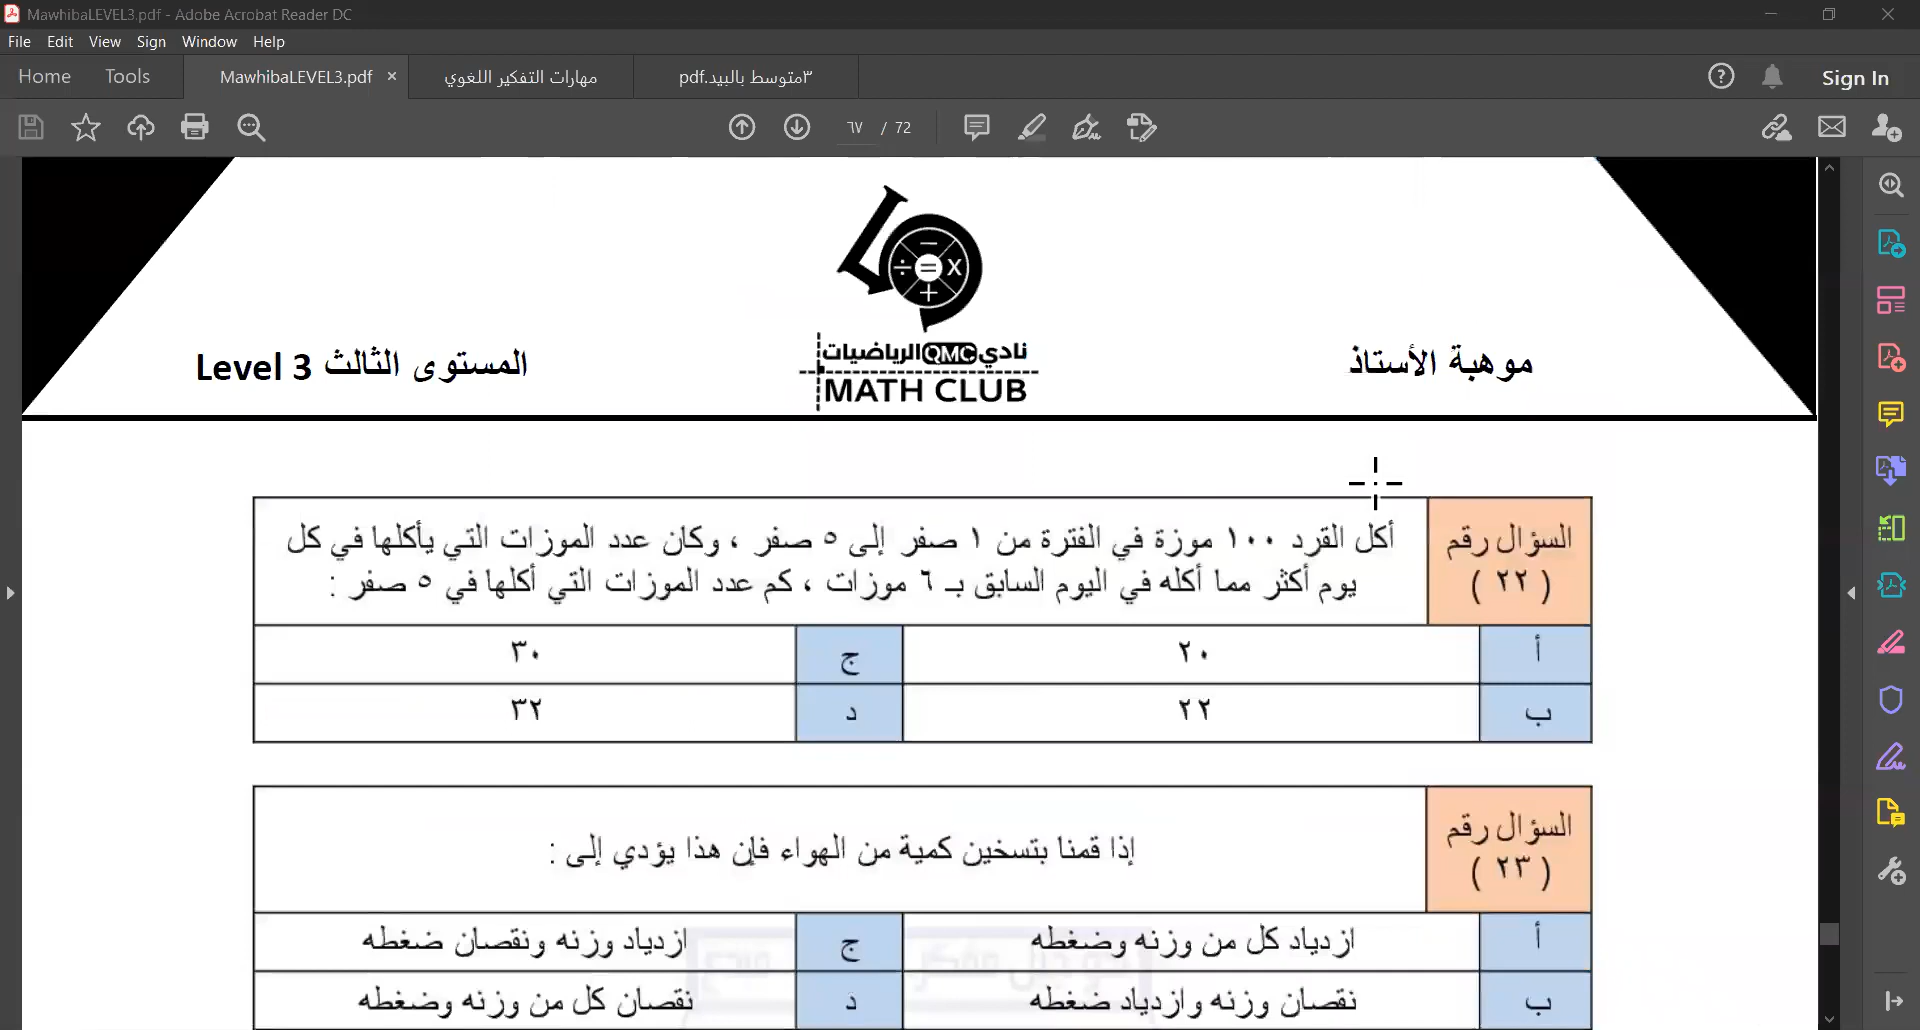 MawhibaLEVEL3.pdf - Adobe Acrobat Reader DC
File Edit View Sign Window Help
Home Tools MawhibaLEVEL3.pdf × مهارات التفكير اللغوي ٣متوسط بالبيد.pdf Sign In
٦٧ / 72
موهبة الأستاذ
نادي QMC الرياضيات
MATH CLUB
المستوى الثالث Level 3
السؤال رقم
( ٢٢ )
أكل القرد ١٠٠ موزة في الفترة من ١ صفر إلى ٥ صفر ، وكان عدد الموزات التي يأكلها في كل
يوم أكثر مما أكله في اليوم السابق بـ ٦ موزات ، كم عدد الموزات التي أكلها في ٥ صفر :
أ ٢٠ ج ٣٠
ب ٢٢ د ٣٢
السؤال رقم
( ٢٣ )
إذا قمنا بتسخين كمية من الهواء فإن هذا يؤدي إلى :
أ ازدياد كل من وزنه وضغطه ج ازدياد وزنه ونقصان ضغطه
ب نقصان وزنه وازدياد ضغطه د نقصان كل من وزنه وضغطه